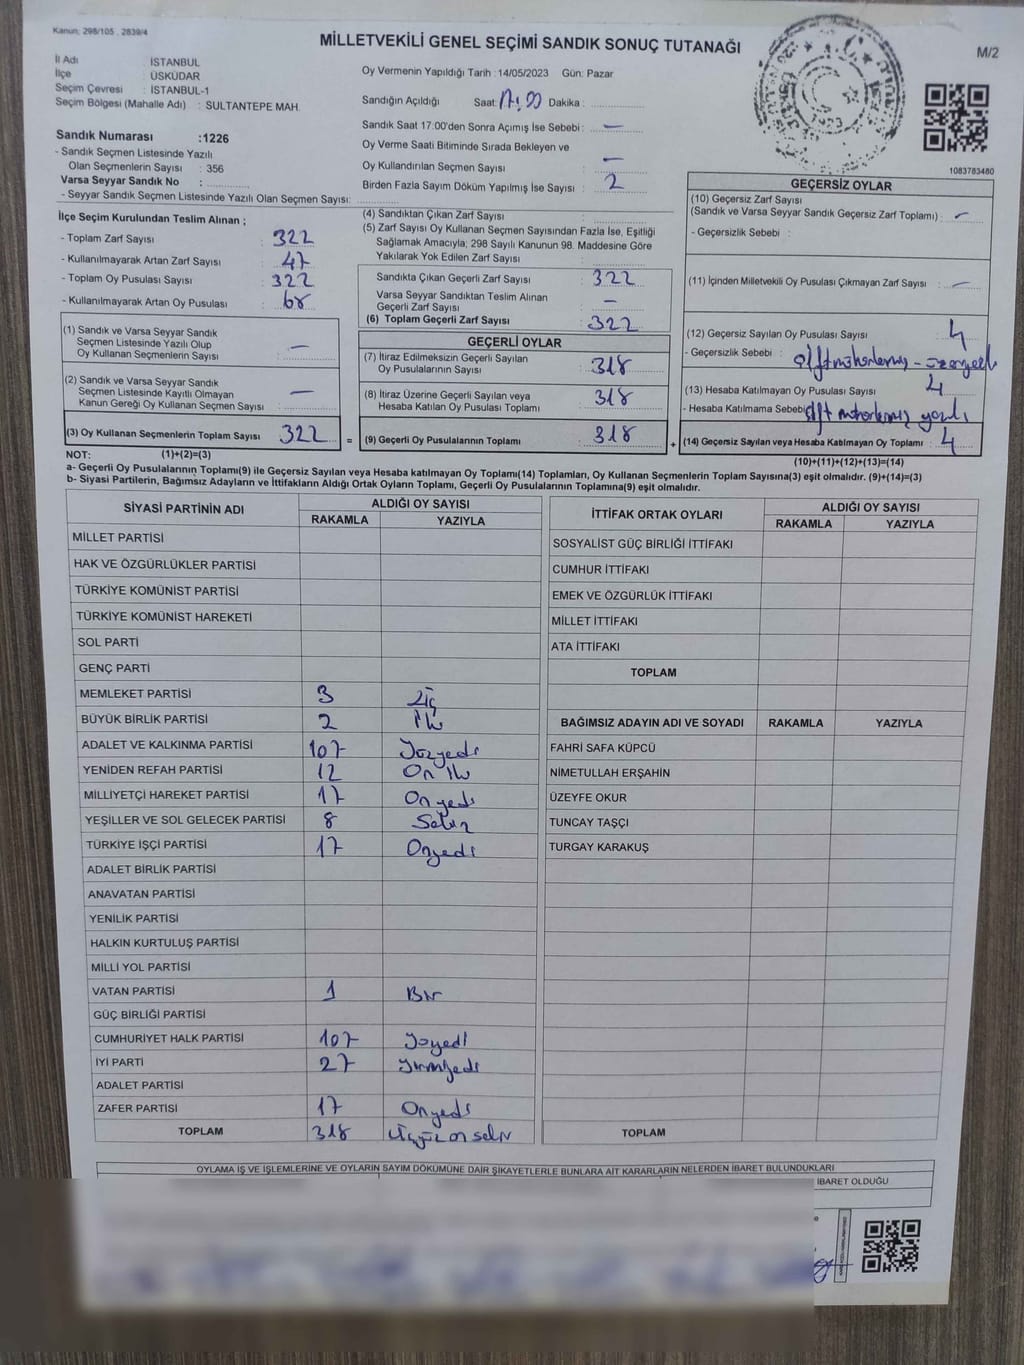 Kanun; 298/105 , 2839/4
MİLLETVEKİLİ GENEL SEÇİMİ SANDIK SONUÇ TUTANAĞI
M/2
İl Adı : İSTANBUL
İlçe : ÜSKÜDAR
Seçim Çevresi : İSTANBUL-1
Seçim Bölgesi (Mahalle Adı) : SULTANTEPE MAH.
Sandık Numarası :1226
- Sandık Seçmen Listesinde Yazılı
Olan Seçmenlerin Sayısı : 356
Varsa Seyyar Sandık No :
- Seyyar Sandık Seçmen Listesinde Yazılı Olan Seçmen Sayısı:
Oy Vermenin Yapıldığı Tarih : 14/05/2023 Gün: Pazar
Sandığın Açıldığı Saat: 17:00 Dakika :
Sandık Saat 17:00'den Sonra Açımış İse Sebebi : —
Oy Verme Saati Bitiminde Sırada Bekleyen ve
Oy Kullandırılan Seçmen Sayısı : —
Birden Fazla Sayım Döküm Yapılmış İse Sayısı : 2
1083783480
İlçe Seçim Kurulundan Teslim Alınan ;
- Toplam Zarf Sayısı : 322
- Kullanılmayarak Artan Zarf Sayısı : 47
- Toplam Oy Pusulası Sayısı : 322
- Kullanılmayarak Artan Oy Pusulası : 68
(1) Sandık ve Varsa Seyyar Sandık
Seçmen Listesinde Yazılı Olup
Oy Kullanan Seçmenlerin Sayısı : —
(2) Sandık ve Varsa Seyyar Sandık
Seçmen Listesinde Kayıtlı Olmayan
Kanun Gereği Oy Kullanan Seçmen Sayısı : —
(3) Oy Kullanan Seçmenlerin Toplam Sayısı : 322 =
(1)+(2)=(3)
(4) Sandıktan Çıkan Zarf Sayısı :
(5) Zarf Sayısı Oy Kullanan Seçmen Sayısından Fazla İse, Eşitliği
Sağlamak Amacıyla; 298 Sayılı Kanunun 98. Maddesine Göre
Yakılarak Yok Edilen Zarf Sayısı :
Sandıkta Çıkan Geçerli Zarf Sayısı : 322
Varsa Seyyar Sandıktan Teslim Alınan
Geçerli Zarf Sayısı : —
(6) Toplam Geçerli Zarf Sayısı : 322
GEÇERLİ OYLAR
(7) İtiraz Edilmeksizin Geçerli Sayılan
Oy Pusulalarının Sayısı : 318
(8) İtiraz Üzerine Geçerli Sayılan veya
Hesaba Katılan Oy Pusulası Toplamı : 318
(9) Geçerli Oy Pusulalarının Toplamı : 318 +
GEÇERSİZ OYLAR
(10) Geçersiz Zarf Sayısı
(Sandık ve Varsa Seyyar Sandık Geçersiz Zarf Toplamı) : —
- Geçersizlik Sebebi :
(11) İçinden Milletvekili Oy Pusulası Çıkmayan Zarf Sayısı : —
(12) Geçersiz Sayılan Oy Pusulası Sayısı : 4
- Geçersizlik Sebebi :
(13) Hesaba Katılmayan Oy Pusulası Sayısı : 4
- Hesaba Katılmama Sebebi
(14) Geçersiz Sayılan veya Hesaba Katılmayan Oy Toplamı : 4
(10)+(11)+(12)+(13)=(14)
NOT:
a- Geçerli Oy Pusulalarının Toplamı(9) ile Geçersiz Sayılan veya Hesaba katılmayan Oy Toplamı(14) Toplamları, Oy Kullanan Seçmenlerin Toplam Sayısına(3) eşit olmalıdır. (9)+(14)=(3)
b- Siyasi Partilerin, Bağımsız Adayların ve İttifakların Aldığı Ortak Oyların Toplamı, Geçerli Oy Pusulalarının Toplamına(9) eşit olmalıdır.
SİYASİ PARTİNİN ADI ALDIĞI OY SAYISI
RAKAMLA YAZIYLA
MİLLET PARTİSİ
HAK VE ÖZGÜRLÜKLER PARTİSİ
TÜRKİYE KOMÜNİST PARTİSİ
TÜRKİYE KOMÜNİST HAREKETİ
SOL PARTİ
GENÇ PARTİ
MEMLEKET PARTİSİ 3 Üç
BÜYÜK BİRLİK PARTİSİ 2 İki
ADALET VE KALKINMA PARTİSİ 107 Yüzyedi
YENİDEN REFAH PARTİSİ 12 On iki
MİLLİYETÇİ HAREKET PARTİSİ 17 Onyedi
YEŞİLLER VE SOL GELECEK PARTİSİ 8 Sekiz
TÜRKİYE İŞÇİ PARTİSİ 17 Onyedi
ADALET BİRLİK PARTİSİ
ANAVATAN PARTİSİ
YENİLİK PARTİSİ
HALKIN KURTULUŞ PARTİSİ
MİLLİ YOL PARTİSİ
VATAN PARTİSİ 1 Bir
GÜÇ BİRLİĞİ PARTİSİ
CUMHURİYET HALK PARTİSİ 107
İYİ PARTİ 27
ADALET PARTİSİ
ZAFER PARTİSİ 17 Onyedi
TOPLAM 318 Üçyüz on sekiz
İTTİFAK ORTAK OYLARI ALDIĞI OY SAYISI
RAKAMLA YAZIYLA
SOSYALİST GÜÇ BİRLİĞİ İTTİFAKI
CUMHUR İTTİFAKI
EMEK VE ÖZGÜRLÜK İTTİFAKI
MİLLET İTTİFAKI
ATA İTTİFAKI
TOPLAM
BAĞIMSIZ ADAYIN ADI VE SOYADI RAKAMLA YAZIYLA
FAHRİ SAFA KÜPCÜ
NİMETULLAH ERŞAHİN
ÜZEYFE OKUR
TUNCAY TAŞÇI
TURGAY KARAKUŞ
TOPLAM
OYLAMA İŞ VE İŞLEMLERİNE VE OYLARIN SAYIM DÖKÜMÜNE DAİR ŞİKAYETLERLE BUNLARA AİT KARARLARIN NELERDEN İBARET BULUNDUKLARI
İBARET OLDUĞU